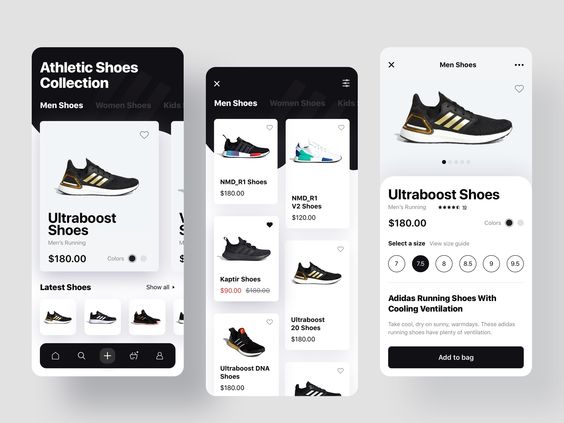 Athletic Shoes
Collection
Men Shoes
Women Shoes
Kids
Ultraboost
Shoes
Men's Running
$180.00
Colors
Latest Shoes
Show all
Men Shoes
Women Shoes
Kids
NMD_R1 Shoes
$180.00
NMD_R1
V2 Shoes
$120.00
Kaptir Shoes
$90.00 $180.00
Ultraboost
20 Shoes
$180.00
Ultraboost DNA
Shoes
$180.00
Men Shoes
Ultraboost Shoes
Men's Running
$180.00
Colors
Select a size
View size guide
7
7.5
8
8.5
9
9.5
Adidas Running Shoes With
Cooling Ventilation
Take cool, dry on sunny, warmdays. These adidas
running shoes have plenty of ventilation.
Add to bag